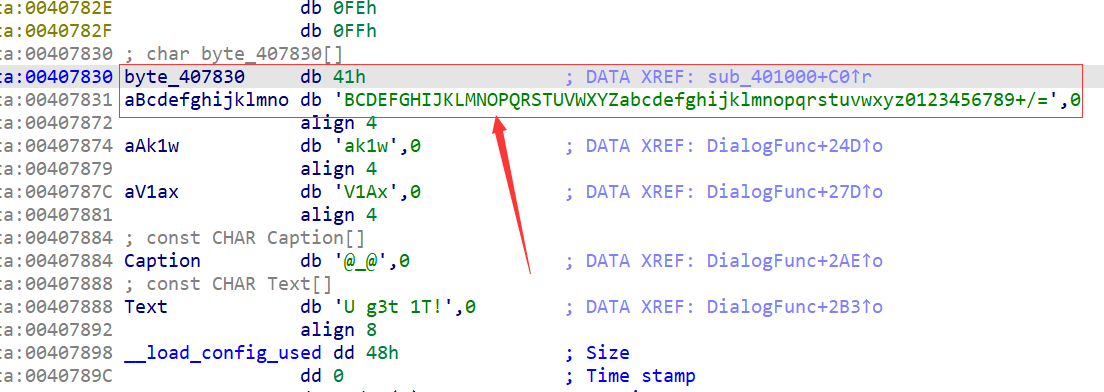 ta:0040782E db 0FEh
ta:0040782F db 0FFh
ta:00407830 ; char byte_407830[]
ta:00407830 byte_407830 db 41h ; DATA XREF: sub_401000+C0↑r
ta:00407831 aBcdefghijklmno db 'BCDEFGHIJKLMNOPQRSTUVWXYZabcdefghijklmnopqrstuvwxyz0123456789+/=',0
ta:00407872 align 4
ta:00407874 aAk1w db 'ak1w',0 ; DATA XREF: DialogFunc+24D↑o
ta:00407879 align 4
ta:0040787C aV1ax db 'V1Ax',0 ; DATA XREF: DialogFunc+27D↑o
ta:00407881 align 4
ta:00407884 ; const CHAR Caption[]
ta:00407884 Caption db '@_@',0 ; DATA XREF: DialogFunc+2AE↑o
ta:00407888 ; const CHAR Text[]
ta:00407888 Text db 'U g3t 1T!',0 ; DATA XREF: DialogFunc+2B3↑o
ta:00407892 align 8
ta:00407898 __load_config_used dd 48h ; Size
ta:0040789C dd 0 ; Time stamp